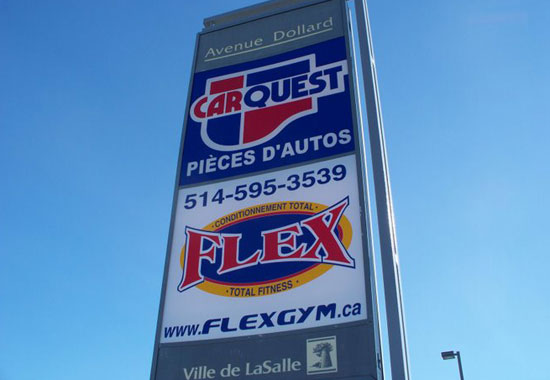 Avenue Dollard
CARQUEST
PIÈCES D'AUTOS
514-595-3539
· CONDITIONNEMENT TOTAL ·
FLEX
· TOTAL FITNESS ·
www.FLEXGYM.ca
Ville de LaSalle